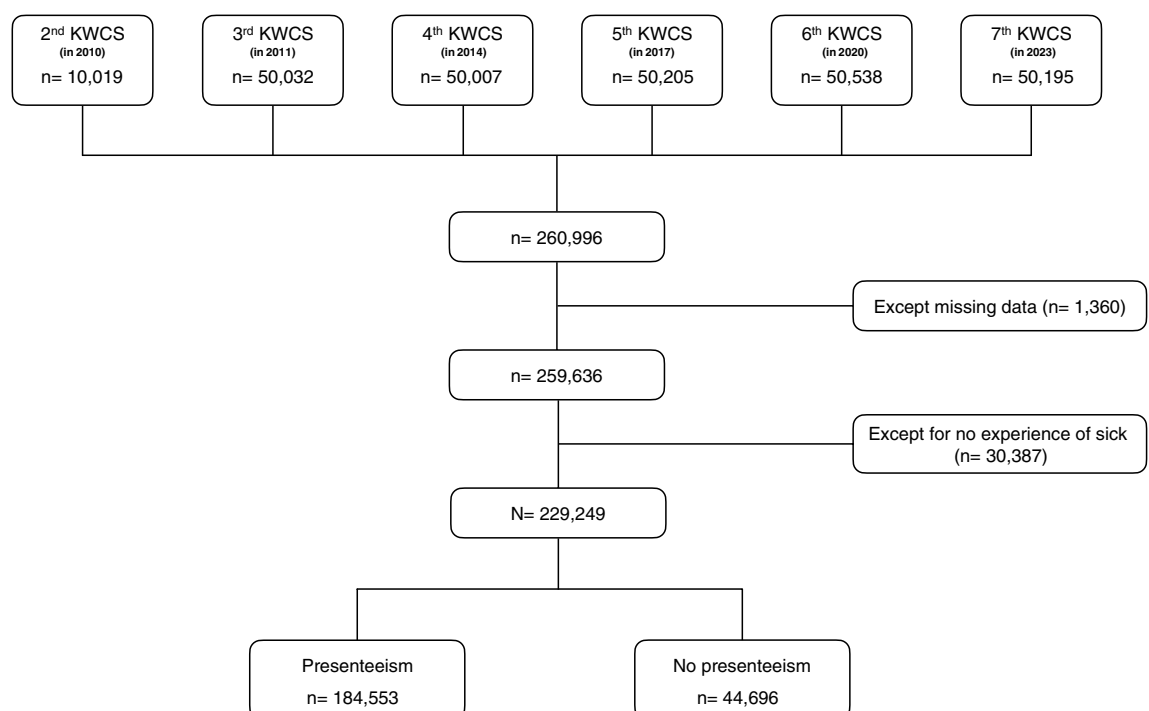 2nd KWCS
(in 2010)
n= 10,019
3rd KWCS
(in 2011)
n= 50,032
4th KWCS
(in 2014)
n= 50,007
5th KWCS
(in 2017)
n= 50,205
6th KWCS
(in 2020)
n= 50,538
7th KWCS
(in 2023)
n= 50,195
n= 260,996
Except missing data (n= 1,360)
n= 259,636
Except for no experience of sick
(n= 30,387)
N= 229,249
Presenteeism
n= 184,553
No presenteeism
n= 44,696